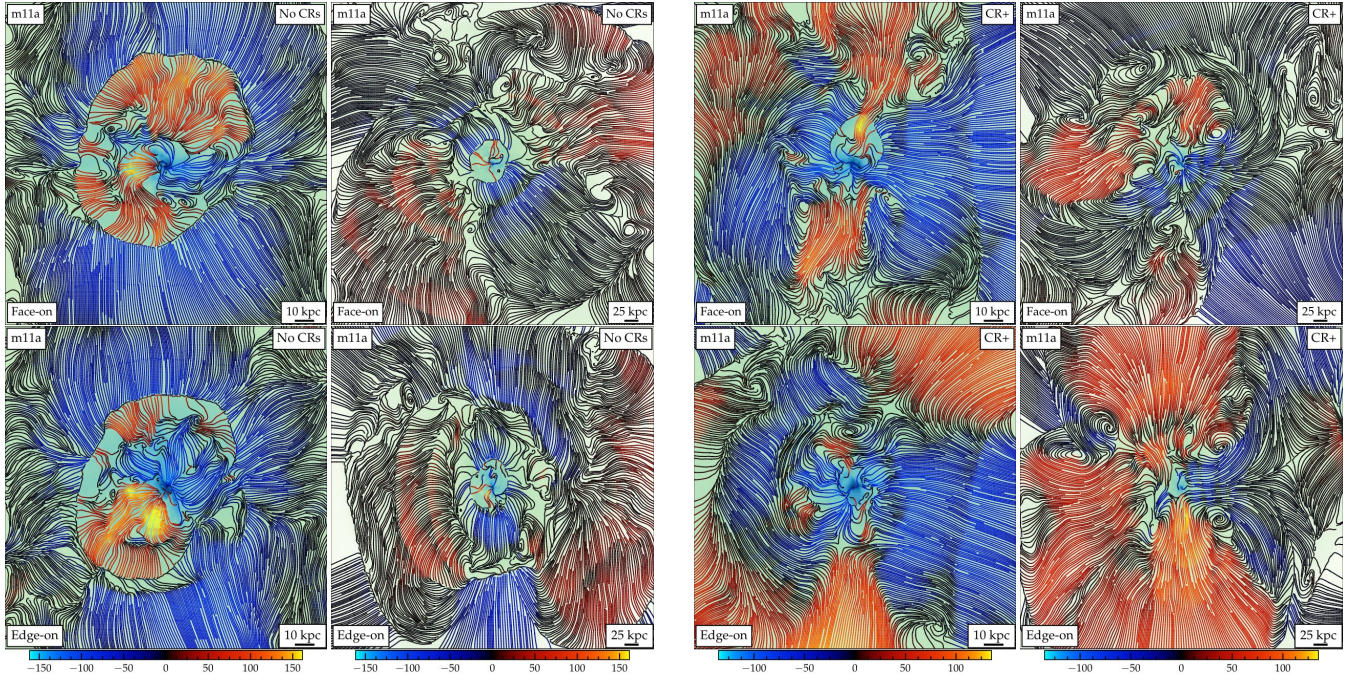 m11a No CRs m11a No CRs m11a CR+ m11a CR+
Face-on 10 kpc Face-on 25 kpc Face-on 10 kpc Face-on 25 kpc
m11a No CRs m11a No CRs m11a CR+ m11a CR+
Edge-on 10 kpc Edge-on 25 kpc Edge-on 10 kpc Edge-on 25 kpc
−150 −100 −50 0 50 100 150 −150 −100 −50 0 50 100 150 −100 −50 0 50 100 −100 −50 0 50 100